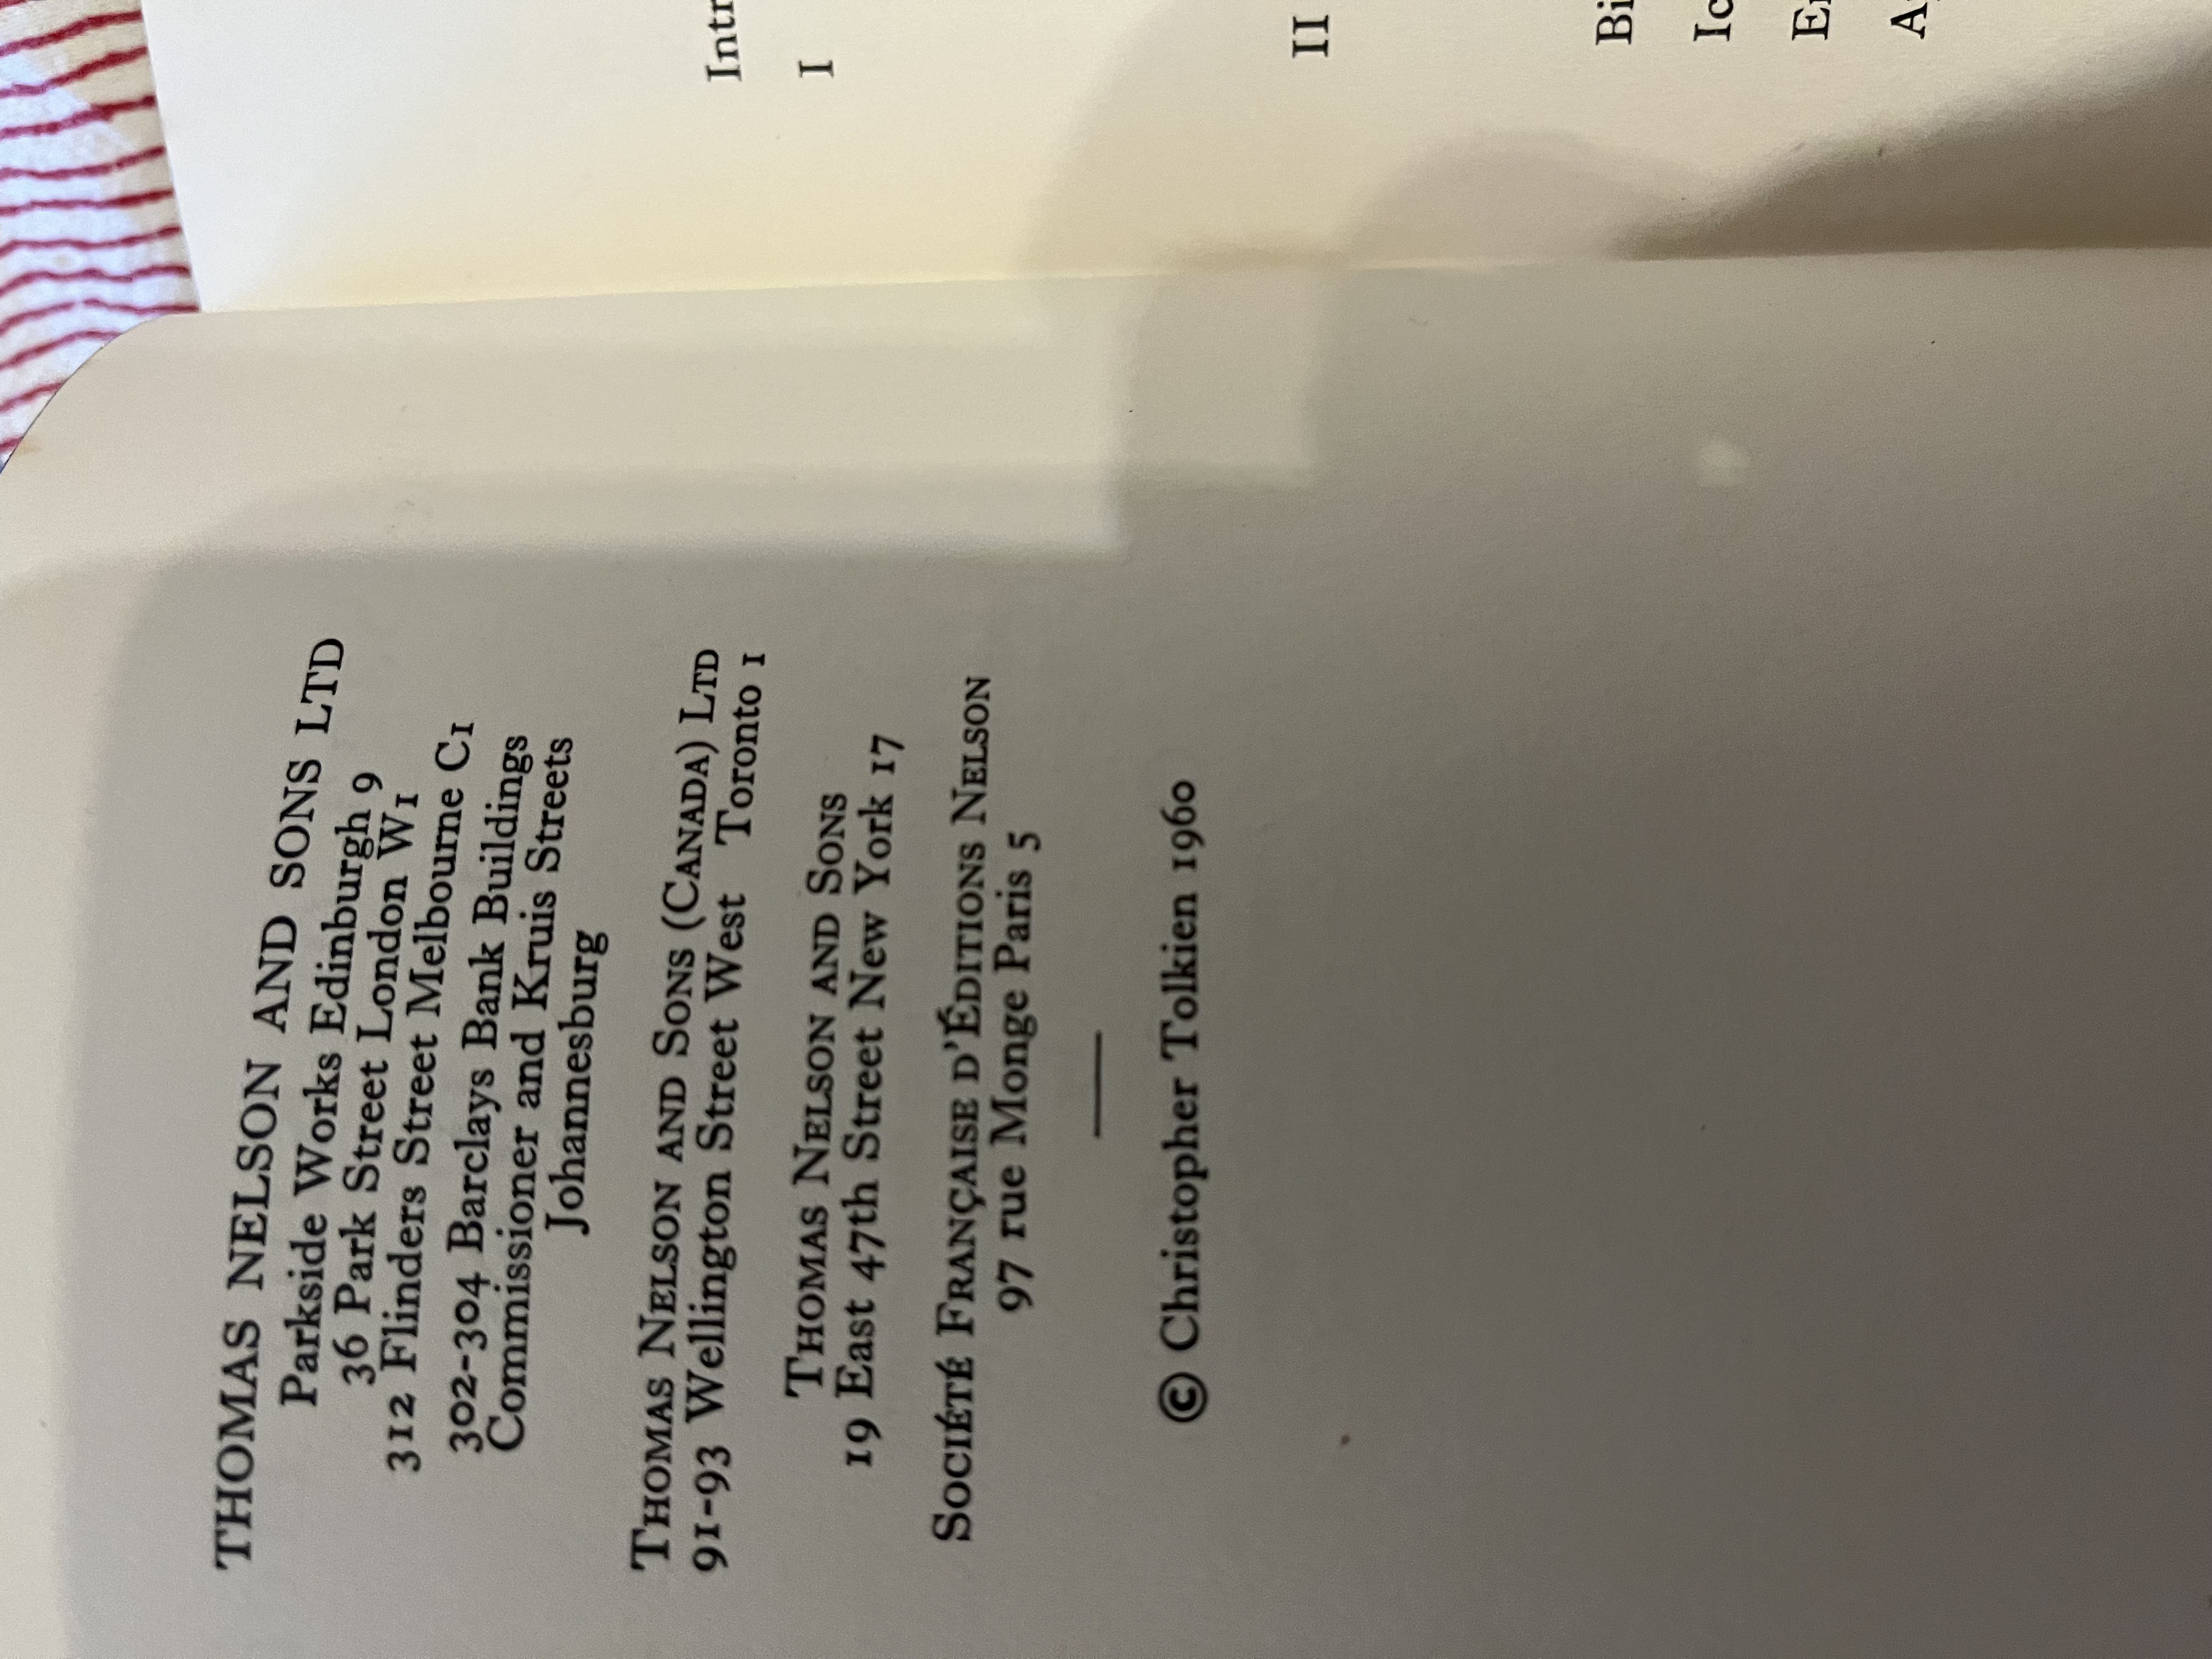 THOMAS NELSON AND SONS LTD
Parkside Works Edinburgh 9
36 Park Street London W1
312 Flinders Street Melbourne C1
302-304 Barclays Bank Buildings
Commissioner and Kruis Streets
Johannesburg
THOMAS NELSON AND SONS (CANADA) LTD
91-93 Wellington Street West Toronto 1
THOMAS NELSON AND SONS
19 East 47th Street New York 17
SOCIÉTÉ FRANÇAISE D'ÉDITIONS NELSON
97 rue Monge Paris 5
© Christopher Tolkien 1960
I
II